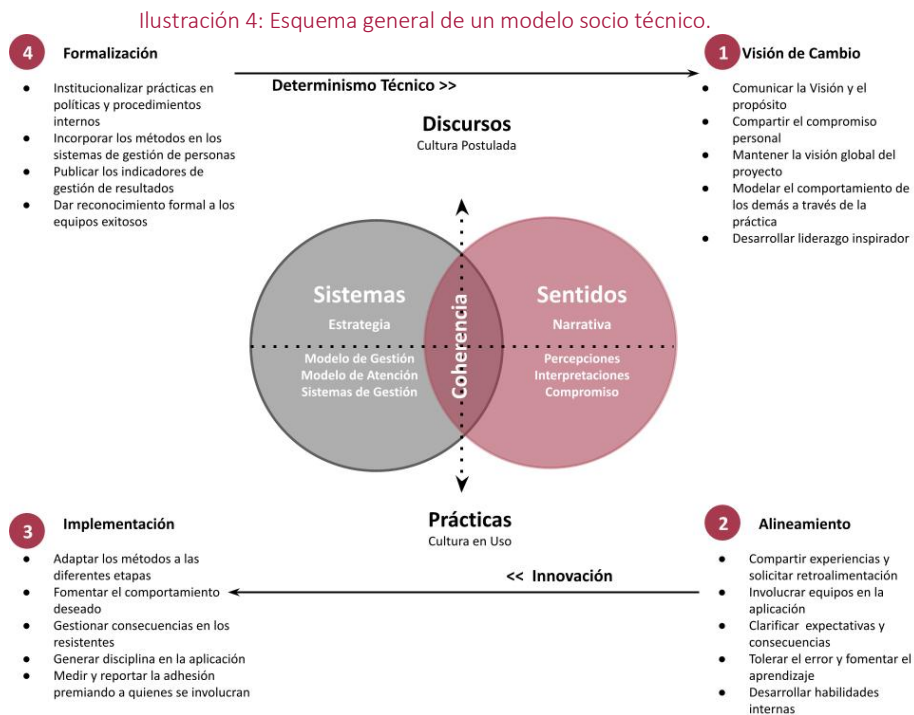 Ilustración 4: Esquema general de un modelo socio técnico.
4
Formalización
● Institucionalizar prácticas en
políticas y procedimientos
internos
● Incorporar los métodos en los
sistemas de gestión de personas
● Publicar los indicadores de
gestión de resultados
● Dar reconocimiento formal a los
equipos exitosos
Determinismo Técnico >>
1
Visión de Cambio
● Comunicar la Visión y el
propósito
● Compartir el compromiso
personal
● Mantener la visión global del
proyecto
● Modelar el comportamiento de
los demás a través de la
práctica
● Desarrollar liderazgo inspirador
Discursos
Cultura Postulada
Sistemas
Estrategia
Modelo de Gestión
Modelo de Atención
Sistemas de Gestión
Coherencia
Sentidos
Narrativa
Percepciones
Interpretaciones
Compromiso
Prácticas
Cultura en Uso
3
Implementación
● Adaptar los métodos a las
diferentes etapas
● Fomentar el comportamiento
deseado
● Gestionar consecuencias en los
resistentes
● Generar disciplina en la aplicación
● Medir y reportar la adhesión
premiando a quienes se involucran
<< Innovación
2
Alineamiento
● Compartir experiencias y
solicitar retroalimentación
● Involucrar equipos en la
aplicación
● Clarificar expectativas y
consecuencias
● Tolerar el error y fomentar el
aprendizaje
● Desarrollar habilidades
internas